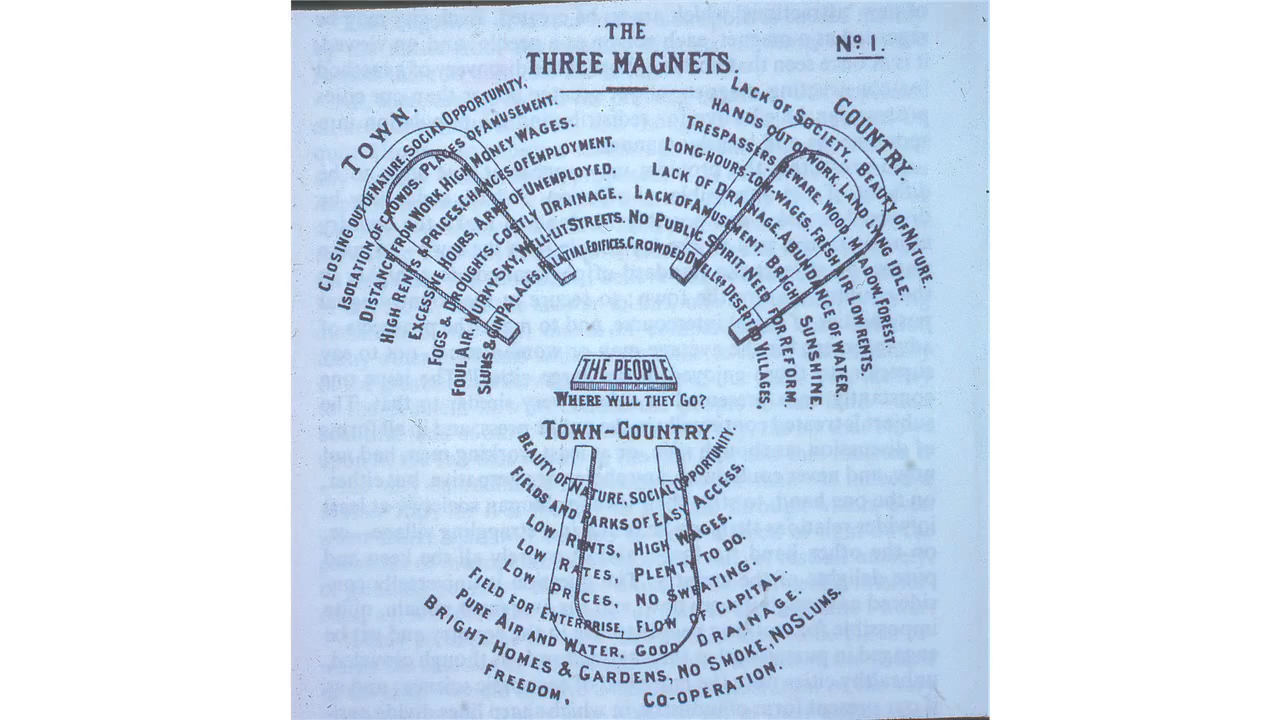 THE
THREE MAGNETS.
No 1.
TOWN.
CLOSING OUT OF NATURE. SOCIAL OPPORTUNITY.
ISOLATION OF CROWDS. PLACES OF AMUSEMENT.
DISTANCE FROM WORK. HIGH MONEY WAGES.
HIGH RENTS & PRICES. CHANCES OF EMPLOYMENT.
EXCESSIVE HOURS. ARMY OF UNEMPLOYED.
FOGS & DROUGHTS. COSTLY DRAINAGE.
FOUL AIR. MURKY SKY. WELL-LIT STREETS.
SLUMS & GIN PALACES. PALATIAL EDIFICES.
COUNTRY.
LACK OF SOCIETY. BEAUTY OF NATURE.
HANDS OUT OF WORK. LAND LYING IDLE.
TRESPASSERS BEWARE. WOOD, MEADOW, FOREST.
LONG HOURS-LOW WAGES. FRESH AIR. LOW RENTS.
LACK OF DRAINAGE. ABUNDANCE OF WATER.
LACK OF AMUSEMENT. BRIGHT SUNSHINE.
NO PUBLIC SPIRIT. NEED FOR REFORM.
CROWDED DWELLGS DESERTED VILLAGES,
THE PEOPLE
WHERE WILL THEY GO?
TOWN-COUNTRY.
BEAUTY OF NATURE, SOCIAL OPPORTUNITY.
FIELDS AND PARKS OF EASY ACCESS.
LOW RENTS, HIGH WAGES.
LOW RATES, PLENTY TO DO.
LOW PRICES, NO SWEATING.
FIELD FOR ENTERPRISE, FLOW OF CAPITAL.
PURE AIR AND WATER. GOOD DRAINAGE.
BRIGHT HOMES & GARDENS, NO SMOKE, NO SLUMS.
FREEDOM, CO-OPERATION.